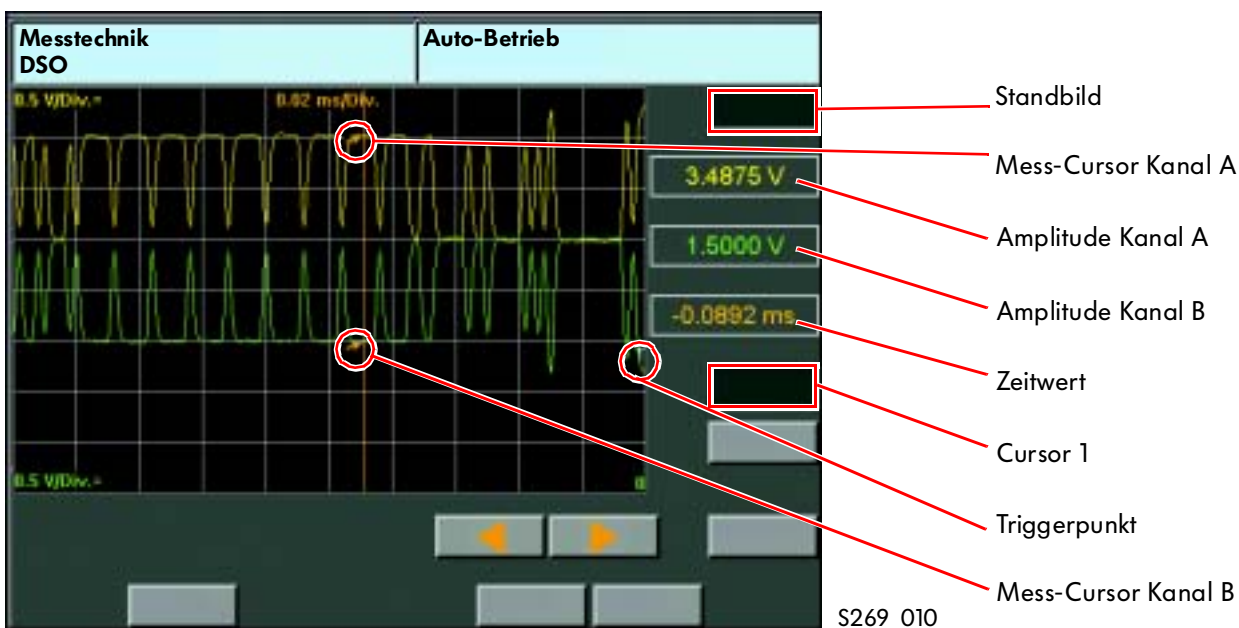 Messtechnik
DSO
Auto-Betrieb
0.5 V/Div.=
0.02 ms/Div.
3.4875 V
1.5000 V
-0.0892 ms
0.5 V/Div.=
Standbild
Mess-Cursor Kanal A
Amplitude Kanal A
Amplitude Kanal B
Zeitwert
Cursor 1
Triggerpunkt
Mess-Cursor Kanal B
S269_010